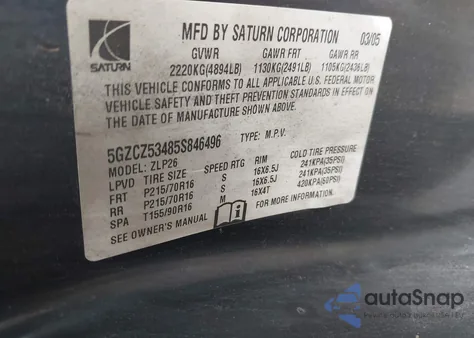 MFD BY SATURN CORPORATION 03/05
SATURN
GVWR GAWR FRT GAWR RR
2220KG(4894LB) 1130KG(2491LB) 1105KG(2436LB)
THIS VEHICLE CONFORMS TO ALL APPLICABLE U.S. FEDERAL MOTOR
VEHICLE SAFETY AND THEFT PREVENTION STANDARDS IN EFFECT ON
THE DATE OF MANUFACTURE SHOWN ABOVE.
5GZCZ53485S846496 TYPE: M.P.V.
MODEL: ZLP26
LPVD TIRE SIZE SPEED RTG RIM COLD TIRE PRESSURE
FRT P215/70R16 S 16X6.5J 241KPA(35PSI)
RR P215/70R16 S 16X6.5J 241KPA(35PSI)
SPA T155/90R16 M 16X4T 420KPA(60PSI)
SEE OWNER'S MANUAL FOR MORE INFORMATION.
autoSnap